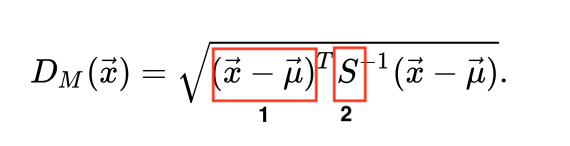 D_M(\vec{x}) = \sqrt{(\vec{x} - \vec{\mu})^T S^{-1} (\vec{x} - \vec{\mu})}.
1 2